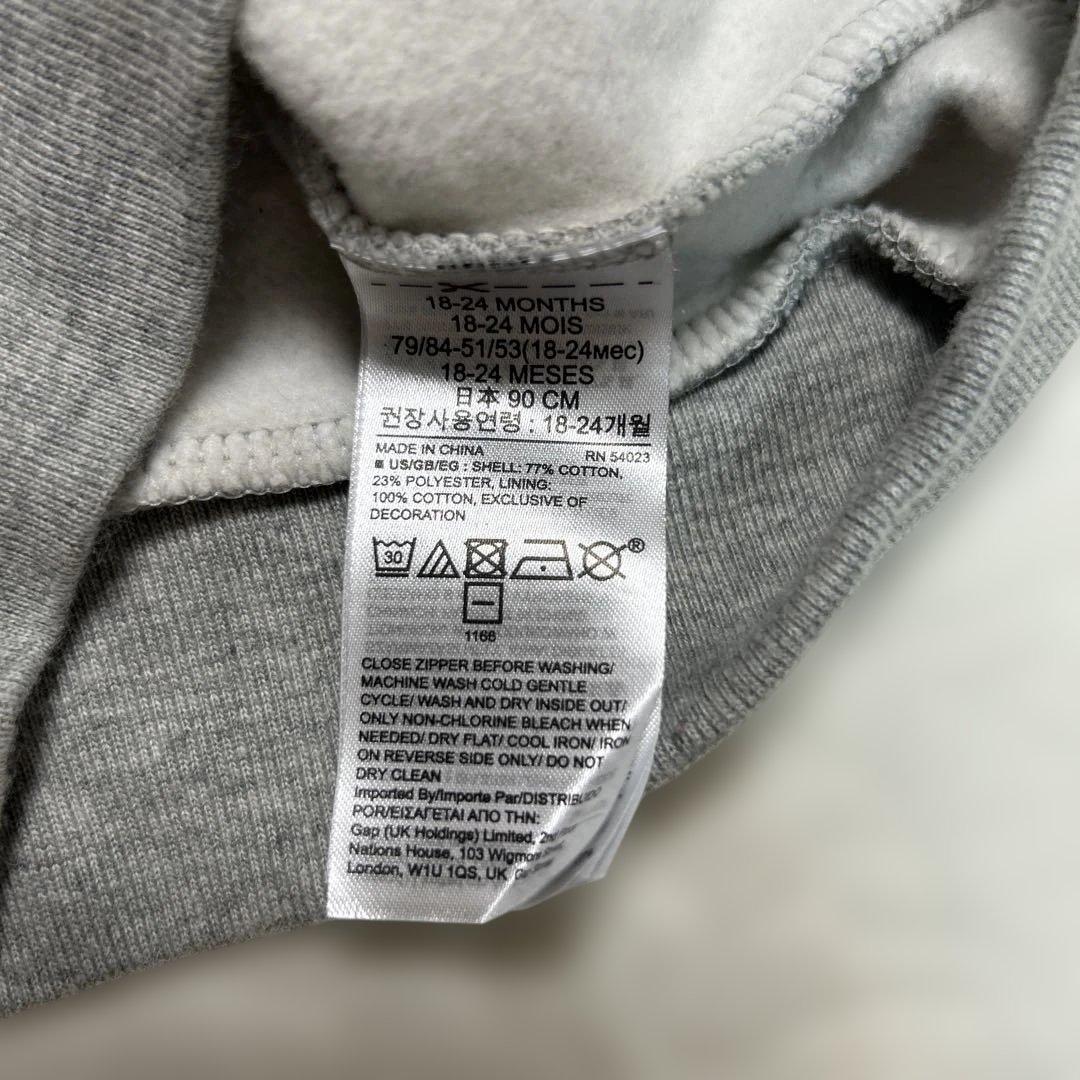 18-24 MONTHS
18-24 MOIS
79/84-51/53(18-24мес)
18-24 MESES
日本 90 CM
권장사용연령 : 18-24개월
MADE IN CHINA RN 54023
US/GB/EG : SHELL: 77% COTTON,
23% POLYESTER, LINING:
100% COTTON, EXCLUSIVE OF
DECORATION
30
®
1166
CLOSE ZIPPER BEFORE WASHING/
MACHINE WASH COLD GENTLE
CYCLE/ WASH AND DRY INSIDE OUT/
ONLY NON-CHLORINE BLEACH WHEN
NEEDED/ DRY FLAT/ COOL IRON/ IRON
ON REVERSE SIDE ONLY/ DO NOT
DRY CLEAN
Imported By/Importe Par/DISTRIBUIDO
POR/ΕΙΣΑΓΕΤΑΙ ΑΠΟ ΤΗΝ:
Gap (UK Holdings) Limited,
Nations House, 103
London, W1U 1QS, UK